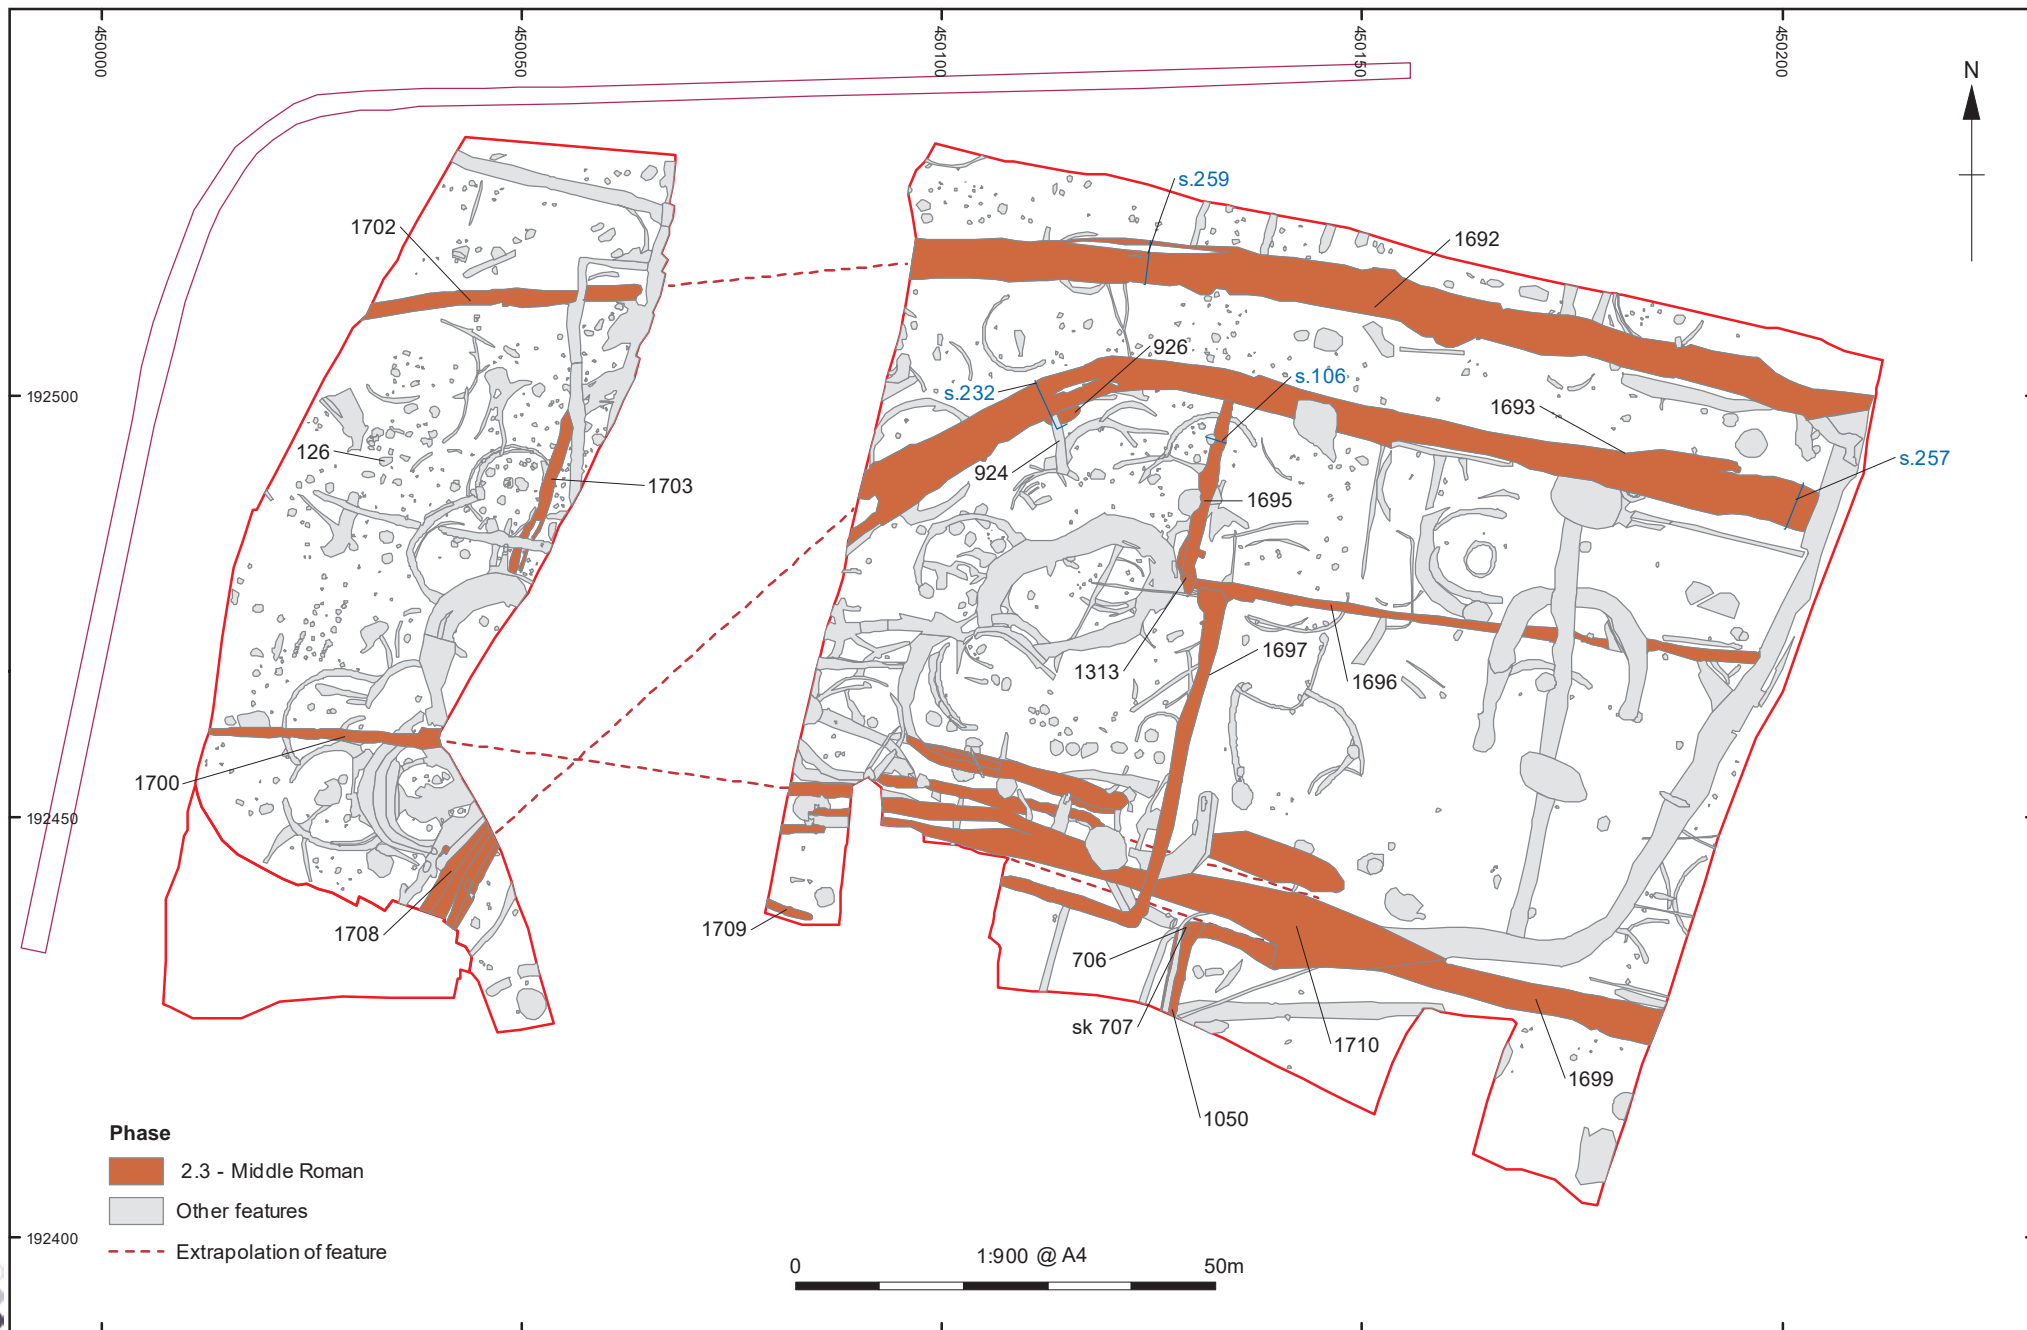 450000
450050
450100
450150
450200
N
s.259
1702
1692
926
s.232
s.106
192500
1693
126
924
s.257
1703
1695
1697
1313
1696
1700
192450
1708
1709
706
sk 707
1710
1699
1050
Phase
2.3 - Middle Roman
Other features
Extrapolation of feature
192400
1:900 @ A4
0
50m